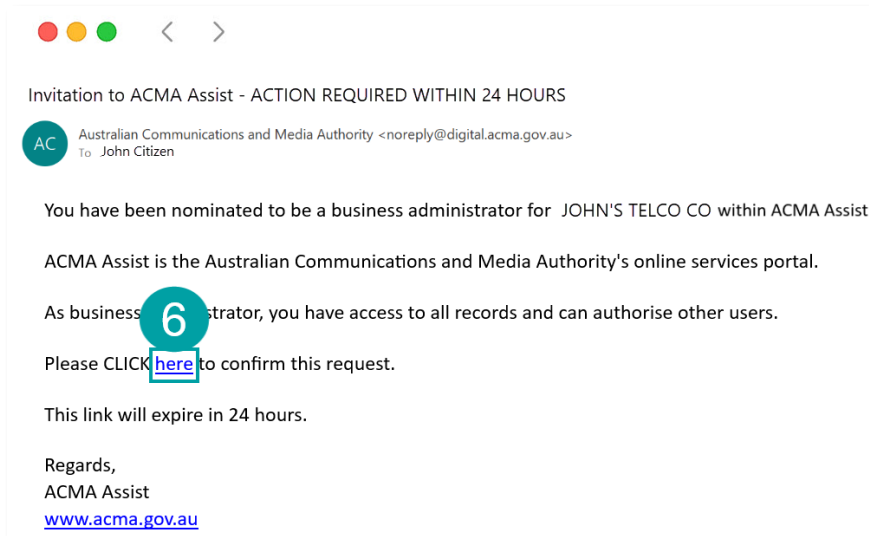 Invitation to ACMA Assist - ACTION REQUIRED WITHIN 24 HOURS
AC
Australian Communications and Media Authority <noreply@digital.acma.gov.au>
To John Citizen
You have been nominated to be a business administrator for JOHN'S TELCO CO within ACMA Assist
ACMA Assist is the Australian Communications and Media Authority's online services portal.
As business strator, you have access to all records and can authorise other users.
6
Please CLICK here to confirm this request.
This link will expire in 24 hours.
Regards,
ACMA Assist
www.acma.gov.au